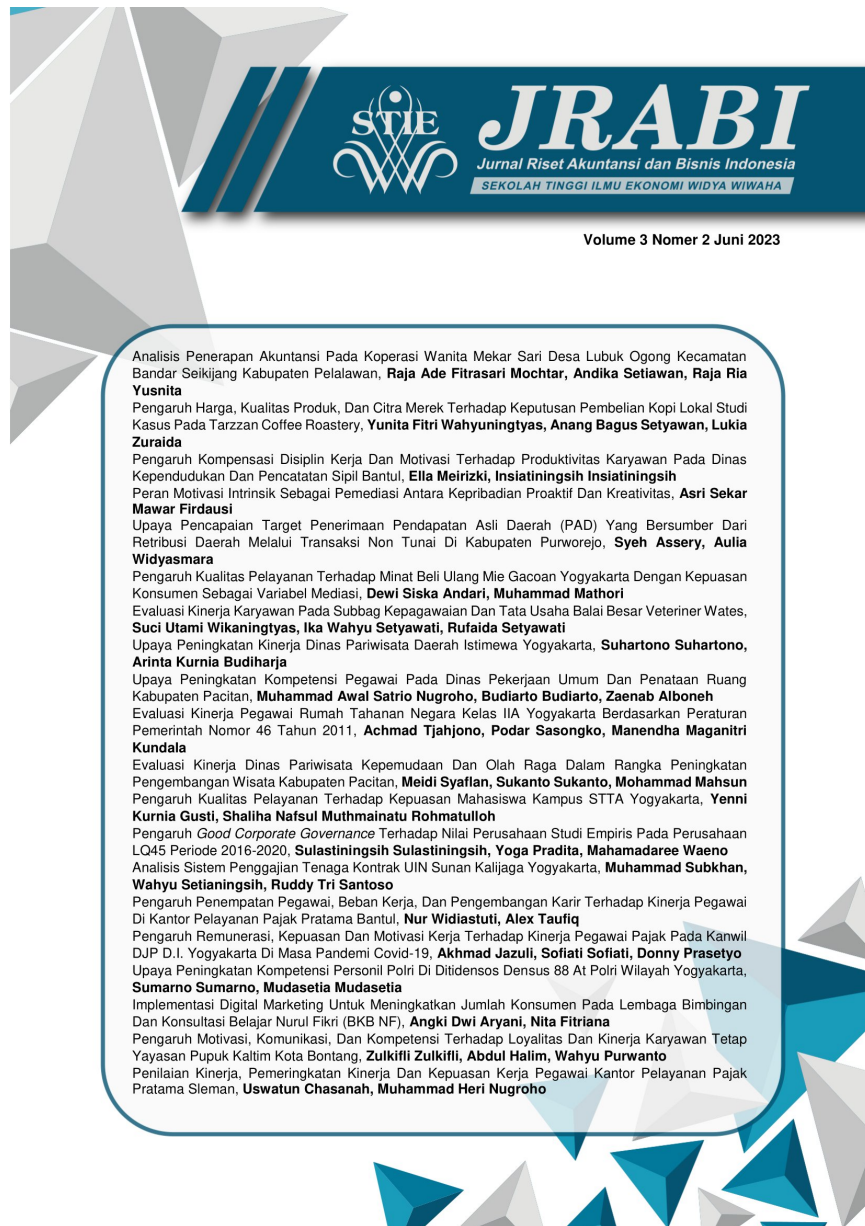 STIE
JRABI
Jurnal Riset Akuntansi dan Bisnis Indonesia
SEKOLAH TINGGI ILMU EKONOMI WIDYA WIWAHA
Volume 3 Nomer 2 Juni 2023
Analisis Penerapan Akuntansi Pada Koperasi Wanita Mekar Sari Desa Lubuk Ogong Kecamatan
Bandar Seikijang Kabupaten Pelalawan, Raja Ade Fitrasari Mochtar, Andika Setiawan, Raja Ria
Yusnita
Pengaruh Harga, Kualitas Produk, Dan Citra Merek Terhadap Keputusan Pembelian Kopi Lokal Studi
Kasus Pada Tarzzan Coffee Roastery, Yunita Fitri Wahyuningtyas, Anang Bagus Setyawan, Lukia
Zuraida
Pengaruh Kompensasi Disiplin Kerja Dan Motivasi Terhadap Produktivitas Karyawan Pada Dinas
Kependudukan Dan Pencatatan Sipil Bantul, Ella Meirizki, Insiatiningsih Insiatiningsih
Peran Motivasi Intrinsik Sebagai Pemediasi Antara Kepribadian Proaktif Dan Kreativitas, Asri Sekar
Mawar Firdausi
Upaya Pencapaian Target Penerimaan Pendapatan Asli Daerah (PAD) Yang Bersumber Dari
Retribusi Daerah Melalui Transaksi Non Tunai Di Kabupaten Purworejo, Syeh Assery, Aulia
Widyasmara
Pengaruh Kualitas Pelayanan Terhadap Minat Beli Ulang Mie Gacoan Yogyakarta Dengan Kepuasan
Konsumen Sebagai Variabel Mediasi, Dewi Siska Andari, Muhammad Mathori
Evaluasi Kinerja Karyawan Pada Subbag Kepagawaian Dan Tata Usaha Balai Besar Veteriner Wates,
Suci Utami Wikaningtyas, Ika Wahyu Setyawati, Rufaida Setyawati
Upaya Peningkatan Kinerja Dinas Pariwisata Daerah Istimewa Yogyakarta, Suhartono Suhartono,
Arinta Kurnia Budiharja
Upaya Peningkatan Kompetensi Pegawai Pada Dinas Pekerjaan Umum Dan Penataan Ruang
Kabupaten Pacitan, Muhammad Awal Satrio Nugroho, Budiarto Budiarto, Zaenab Alboneh
Evaluasi Kinerja Pegawai Rumah Tahanan Negara Kelas IIA Yogyakarta Berdasarkan Peraturan
Pemerintah Nomor 46 Tahun 2011, Achmad Tjahjono, Podar Sasongko, Manendha Maganitri
Kundala
Evaluasi Kinerja Dinas Pariwisata Kepemudaan Dan Olah Raga Dalam Rangka Peningkatan
Pengembangan Wisata Kabupaten Pacitan, Meidi Syaflan, Sukanto Sukanto, Mohammad Mahsun
Pengaruh Kualitas Pelayanan Terhadap Kepuasan Mahasiswa Kampus STTA Yogyakarta, Yenni
Kurnia Gusti, Shaliha Nafsul Muthmainatu Rohmatulloh
Pengaruh Good Corporate Governance Terhadap Nilai Perusahaan Studi Empiris Pada Perusahaan
LQ45 Periode 2016-2020, Sulastiningsih Sulastiningsih, Yoga Pradita, Mahamadaree Waeno
Analisis Sistem Penggajian Tenaga Kontrak UIN Sunan Kalijaga Yogyakarta, Muhammad Subkhan,
Wahyu Setianingsih, Ruddy Tri Santoso
Pengaruh Penempatan Pegawai, Beban Kerja, Dan Pengembangan Karir Terhadap Kinerja Pegawai
Di Kantor Pelayanan Pajak Pratama Bantul, Nur Widiastuti, Alex Taufiq
Pengaruh Remunerasi, Kepuasan Dan Motivasi Kerja Terhadap Kinerja Pegawai Pajak Pada Kanwil
DJP D.I. Yogyakarta Di Masa Pandemi Covid-19, Akhmad Jazuli, Sofiati Sofiati, Donny Prasetyo
Upaya Peningkatan Kompetensi Personil Polri Di Ditidensos Densus 88 At Polri Wilayah Yogyakarta,
Sumarno Sumarno, Mudasetia Mudasetia
Implementasi Digital Marketing Untuk Meningkatkan Jumlah Konsumen Pada Lembaga Bimbingan
Dan Konsultasi Belajar Nurul Fikri (BKB NF), Angki Dwi Aryani, Nita Fitriana
Pengaruh Motivasi, Komunikasi, Dan Kompetensi Terhadap Loyalitas Dan Kinerja Karyawan Tetap
Yayasan Pupuk Kaltim Kota Bontang, Zulkifli Zulkifli, Abdul Halim, Wahyu Purwanto
Penilaian Kinerja, Pemeringkatan Kinerja Dan Kepuasan Kerja Pegawai Kantor Pelayanan Pajak
Pratama Sleman, Uswatun Chasanah, Muhammad Heri Nugroho